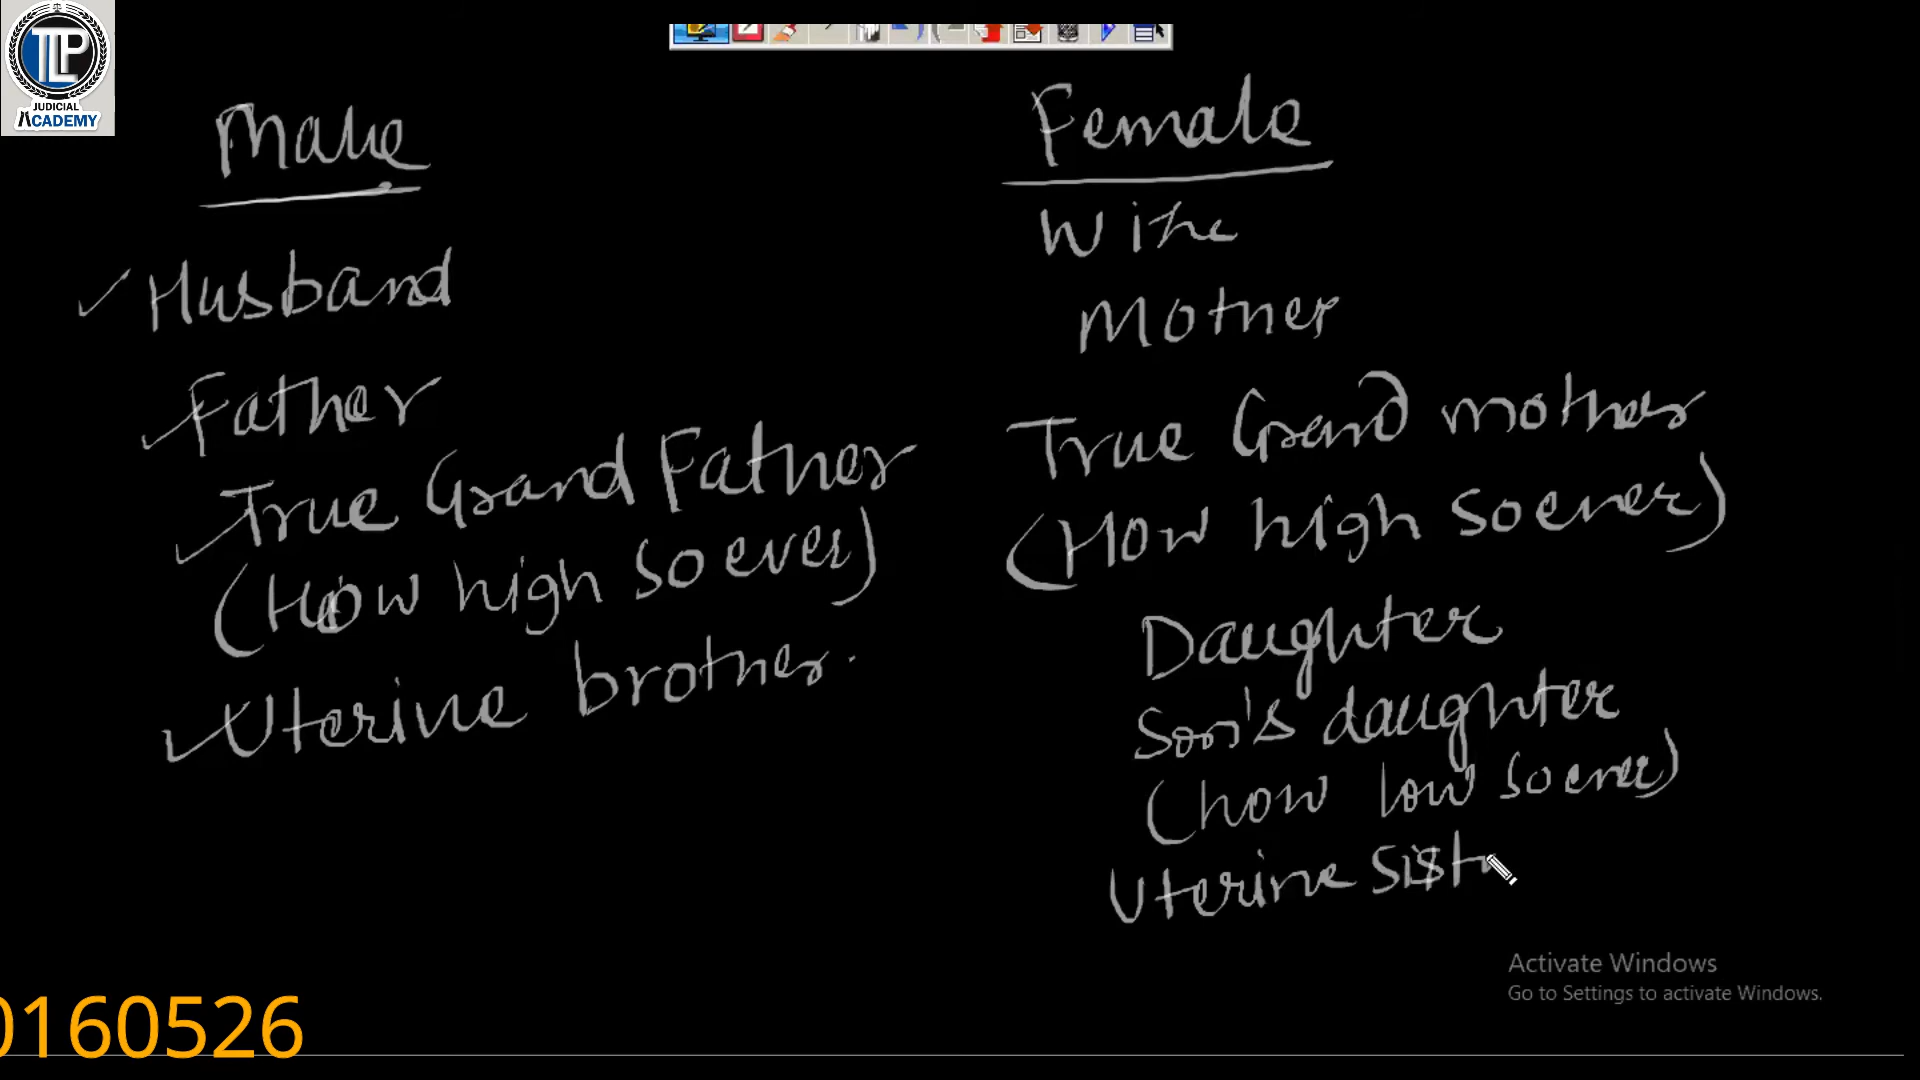 TLP
JUDICIAL
ACADEMY
Male
Husband
Father
True Grand Father
(How high so ever)
Uterine brother.
Female
Wife
Mother
True Grand mother
(How high so ever)
Daughter
Son's daughter
(how low so ever)
Uterine Sist
Activate Windows
Go to Settings to activate Windows.
0160526